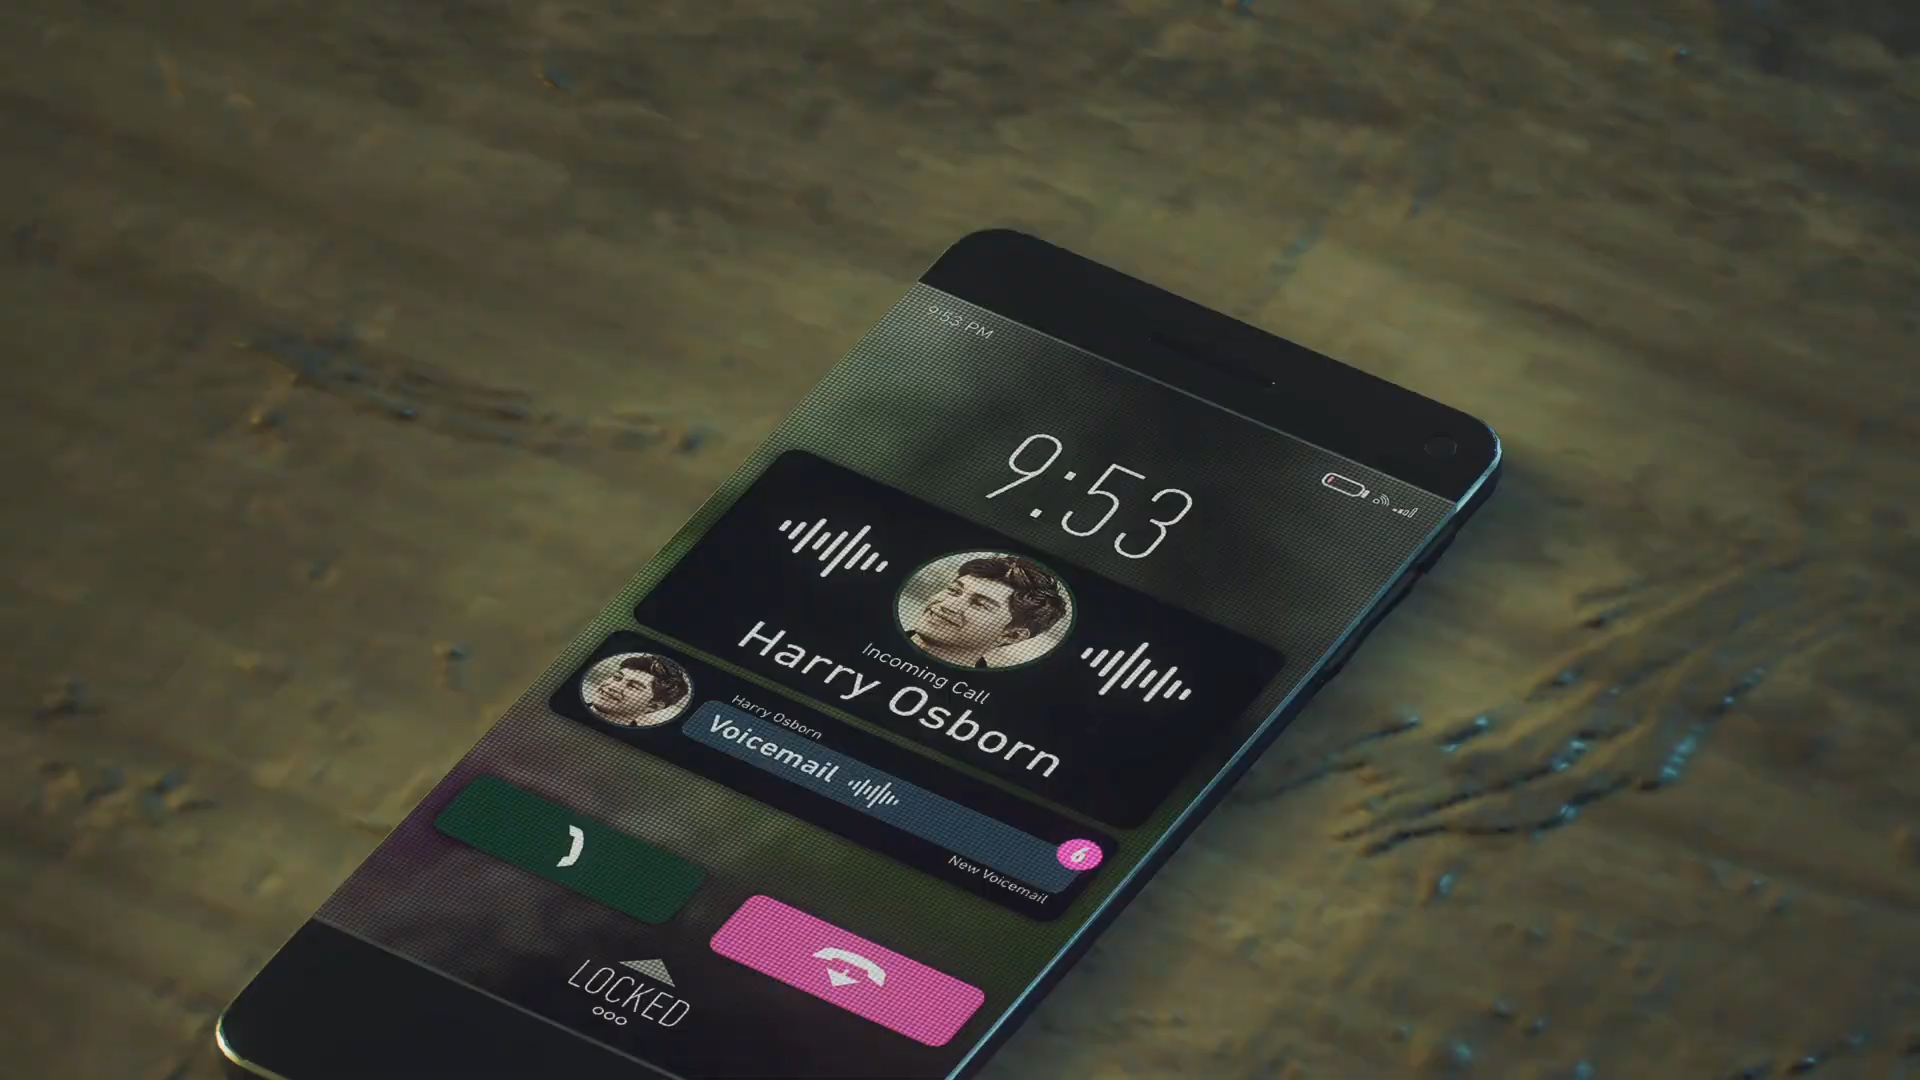 9:53 PM
9:53
Incoming Call
Harry Osborn
Harry Osborn
Voicemail
6
New Voicemail
LOCKED